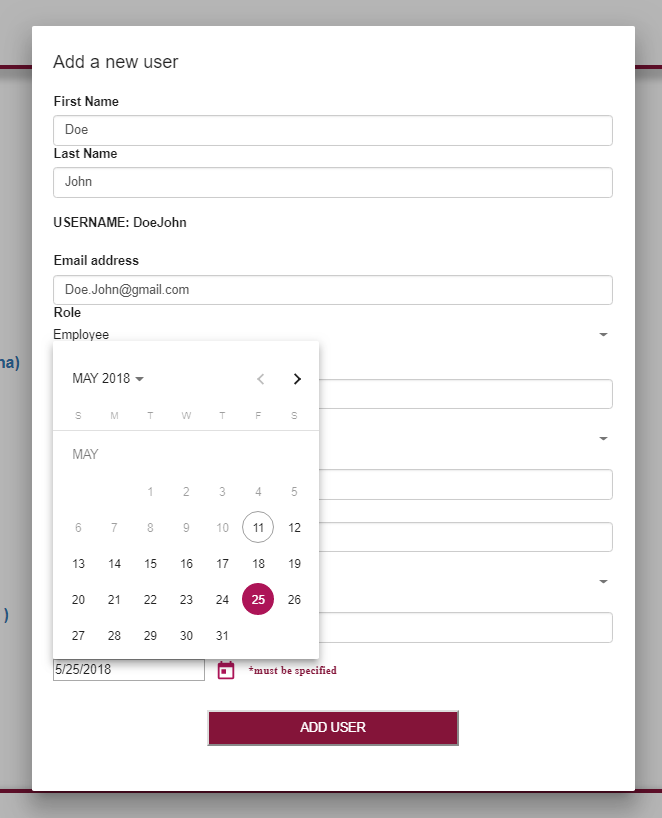 Add a new user
First Name
Doe
Last Name
John
USERNAME: DoeJohn
Email address
Doe.John@gmail.com
Role
Employee
na)
MAY 2018
S M T W T F S
MAY
1 2 3 4 5
6 7 8 9 10 11 12
13 14 15 16 17 18 19
20 21 22 23 24 25 26
27 28 29 30 31
)
5/25/2018
*must be specified
ADD USER